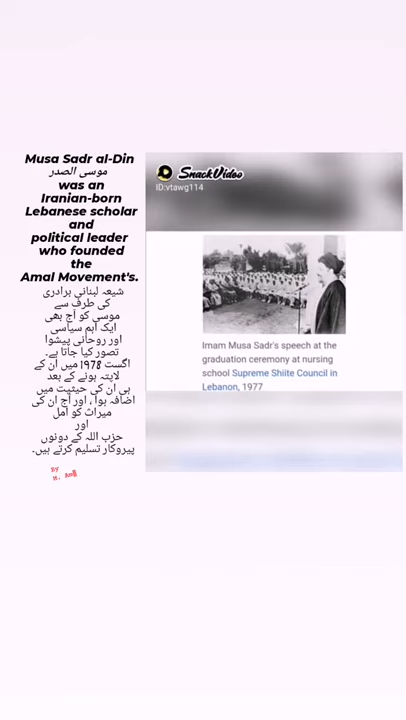 Musa Sadr al-Din
موسی الصدر
was an
Iranian-born
Lebanese scholar
and
political leader
who founded
the
Amal Movement's.
شیعہ لبنانی برادری
کی طرف سے
موسی کو آج بھی
ایک اہم سیاسی
اور روحانی پیشوا
تصور کیا جاتا ہے۔
اگست 1978 میں ان کے
لاپتہ ہونے کے بعد
ہی ان کی حیثیت میں
اضافہ ہوا ، اور آج ان کی
میراث کو امل
اور
حزب اللہ کے دونوں
پیروکار تسلیم کرتے ہیں۔
By
SnackVideo
ID:vtawg114
Imam Musa Sadr's speech at the
graduation ceremony at nursing
school Supreme Shiite Council in
Lebanon, 1977